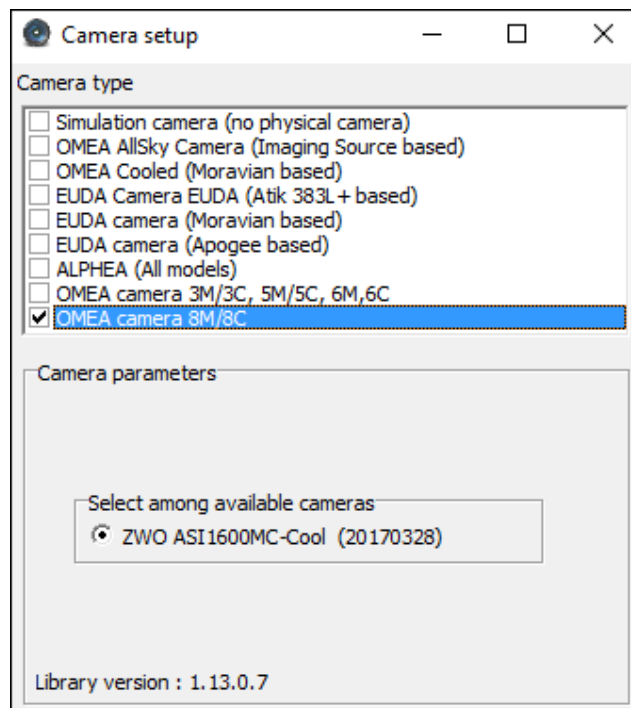 Camera setup
Camera type
Simulation camera (no physical camera)
OMEA AllSky Camera (Imaging Source based)
OMEA Cooled (Moravian based)
EUDA Camera EUDA (Atik 383L+ based)
EUDA camera (Moravian based)
EUDA camera (Apogee based)
ALPHEA (All models)
OMEA camera 3M/3C, 5M/5C, 6M,6C
OMEA camera 8M/8C
Camera parameters
Select among available cameras
ZWO ASI1600MC-Cool (20170328)
Library version : 1.13.0.7